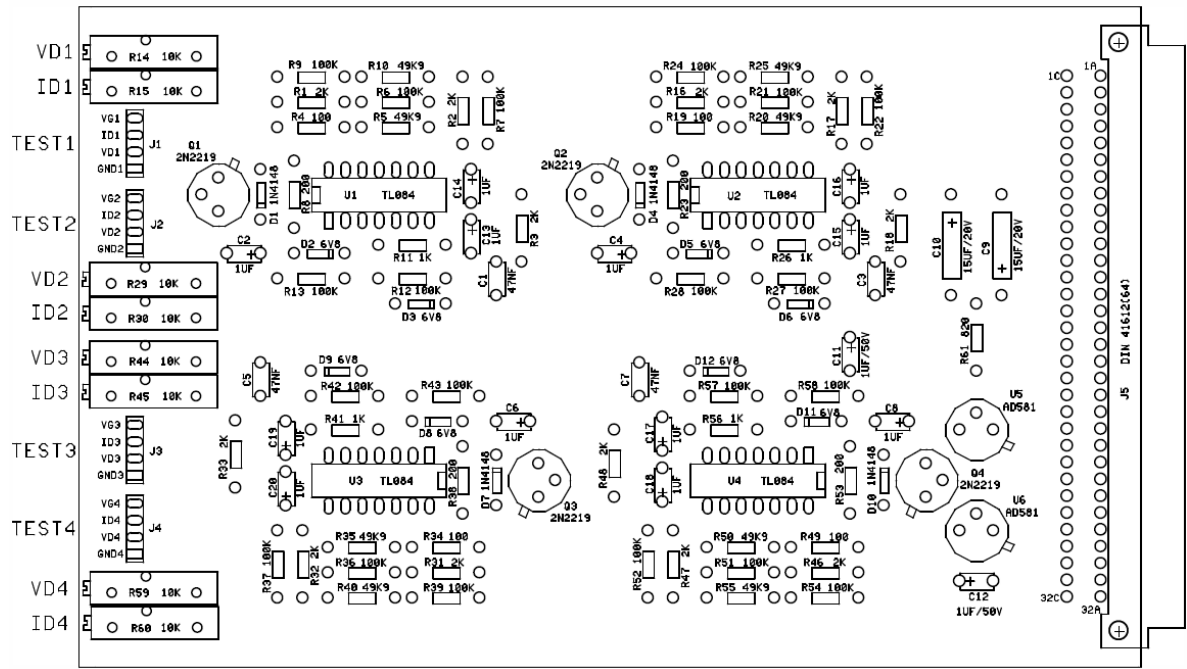 VD1
R14 10K
ID1
R15 10K
TEST1
VG1
ID1
VD1
GND1
J1
TEST2
VG2
ID2
VD2
GND2
J2
VD2
R29 10K
ID2
R30 10K
VD3
R44 10K
ID3
R45 10K
TEST3
VG3
ID3
VD3
GND3
J3
TEST4
VG4
ID4
VD4
GND4
J4
VD4
R59 10K
ID4
R60 10K
R9 100K
R10 49K9
R1 2K
R6 100K
R4 100
R5 49K9
R2 2K
R7 100K
Q1
2N2219
D1 1N4148
R8 200
U1 TL084
C14
1UF
C13
1UF
R3 2K
C2
1UF
D2 6V8
R11 1K
R13 100K
R12 100K
D3 6V8
C1
47NF
R24 100K
R25 49K9
R16 2K
R21 100K
R19 100
R20 49K9
R17 2K
R22 100K
Q2
2N2219
D4 1N4148
R23 200
U2 TL084
C16
1UF
C15
1UF
R18 2K
C4
1UF
D5 6V8
R26 1K
R28 100K
R27 100K
D6 6V8
C3
47NF
C10
15UF/20V
C9
15UF/20V
R61 820
C11
1UF/50V
C5
47NF
D9 6V8
R42 100K
R43 100K
R41 1K
D8 6V8
C6
1UF
R33 2K
C19
1UF
C20
1UF
U3 TL084
R38 200
D7 1N4148
Q3
2N2219
R37 100K
R32 2K
R35 49K9
R34 100
R36 100K
R31 2K
R40 49K9
R39 100K
C7
47NF
D12 6V8
R57 100K
R58 100K
R56 1K
D11 6V8
C8
1UF
R48 2K
C17
1UF
C18
1UF
U4 TL084
R53 200
D10 1N4148
Q4
2N2219
U5
AD581
U6
AD581
R52 100K
R47 2K
R50 49K9
R49 100
R51 100K
R46 2K
R55 49K9
R54 100K
C12
1UF/50V
1C
1A
32C
32A
J5 DIN 41612(64)